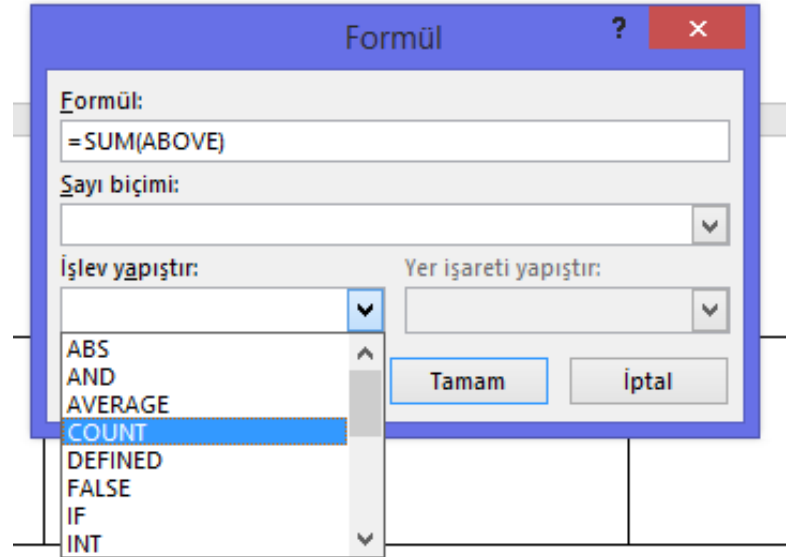 Formül
?
Formül:
=SUM(ABOVE)
Sayı biçimi:
İşlev yapıştır:
Yer işareti yapıştır:
ABS
AND
AVERAGE
COUNT
DEFINED
FALSE
IF
INT
Tamam
İptal